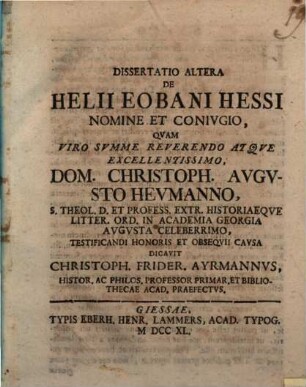 DISSERTATIO ALTERA
DE
HELII EOBANI HESSI
NOMINE ET CONIVGIO,
QVAM
VIRO SVMME REVERENDO ATQVE
EXCELLENTISSIMO,
DOM. CHRISTOPH. AVGV-
STO HEVMANNO,
S. THEOL. D. ET PROFESS. EXTR. HISTORIAEQVE
LITTER. ORD. IN ACADEMIA GEORGIA
AVGVSTA CELEBERRIMO,
TESTIFICANDI HONORIS ET OBSEQVII CAVSA
DICAVIT
CHRISTOPH. FRIDER. AYRMANNVS,
HISTOR. AC PHILOS. PROFESSOR PRIMAR. ET BIBLIO-
THECAE ACAD. PRAEFECTVS.
GIESSAE,
TYPIS EBERH. HENR. LAMMERS, ACAD. TYPOG.
M DCC XL.